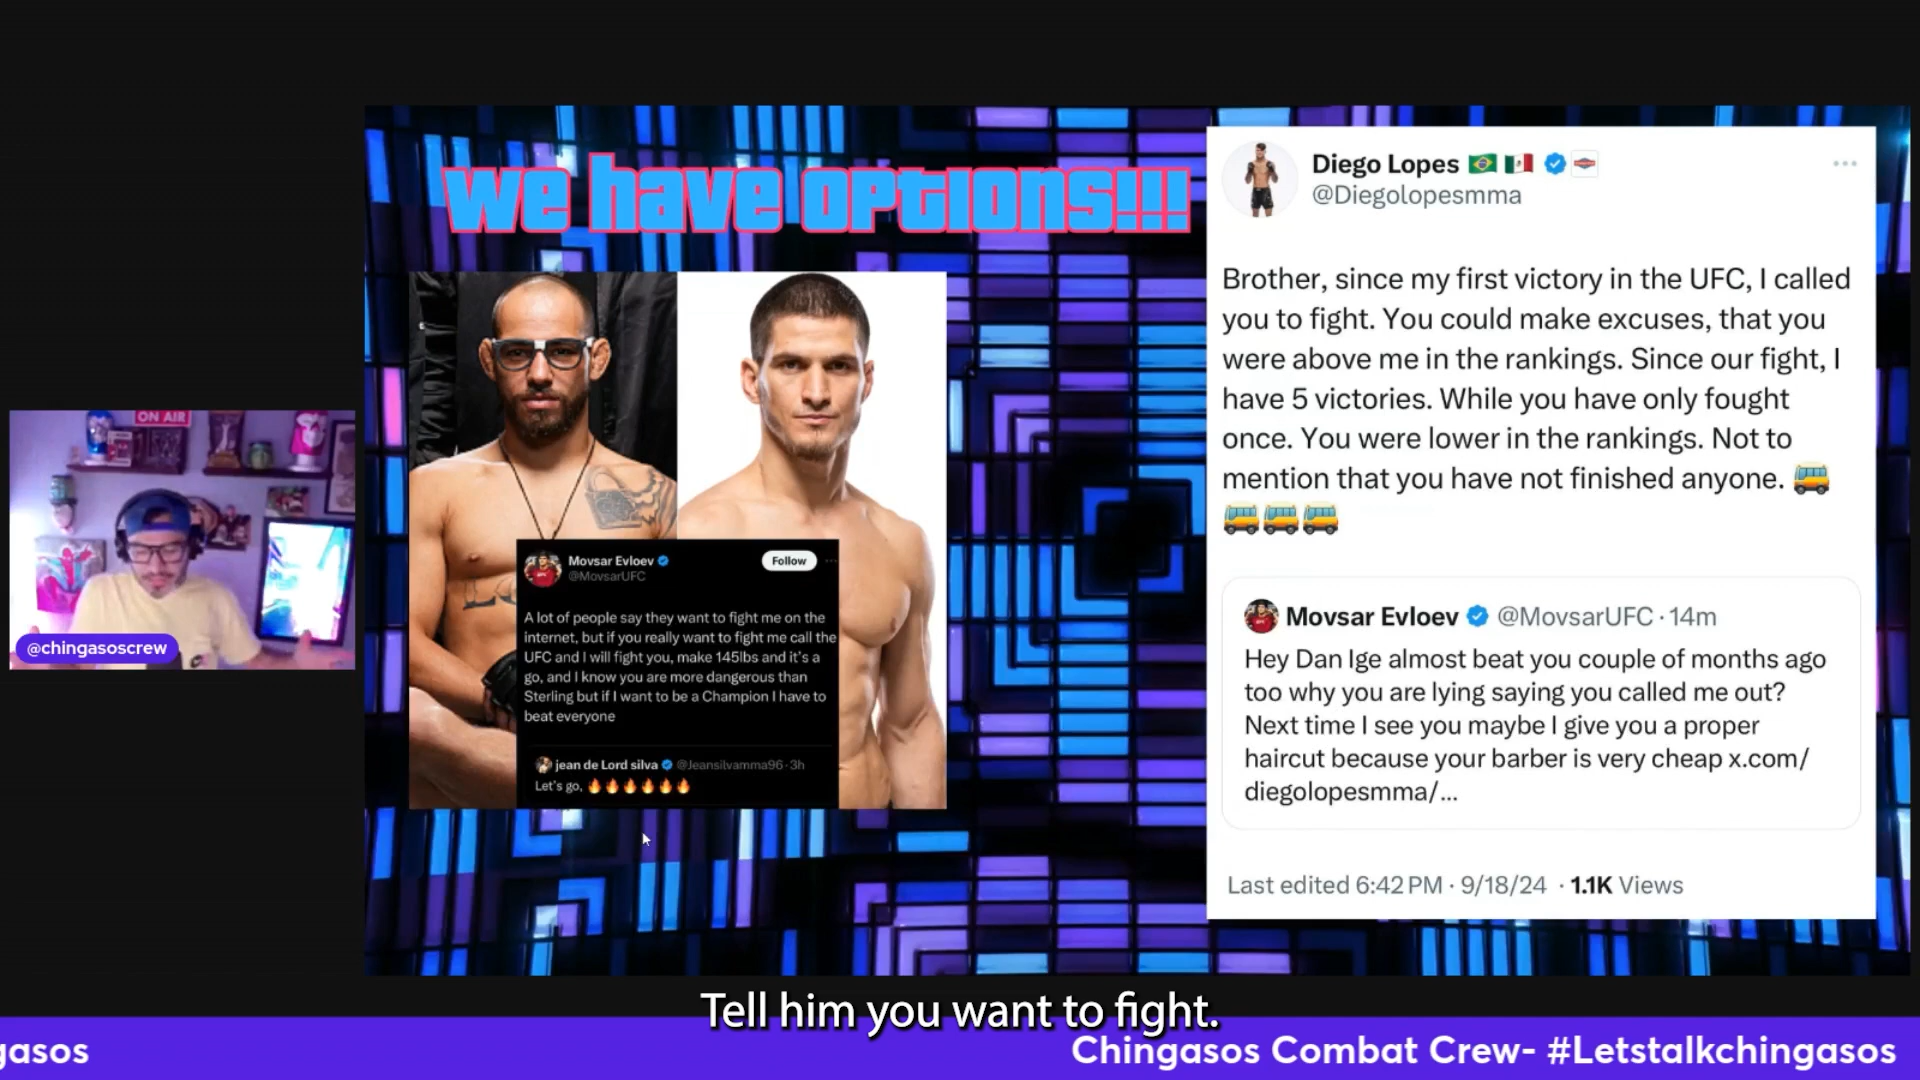 ON AIR
@chingasoscrew
We have options!!!
Movsar Evloev
@MovsarUFC
Follow
A lot of people say they want to fight me on the
internet, but if you really want to fight me call the
UFC and I will fight you, make 145lbs and it's a
go, and I know you are more dangerous than
Sterling but if I want to be a Champion I have to
beat everyone
jean de Lord silva @Jeansilvamma96·3h
Let's go, 🔥🔥🔥🔥🔥🔥
Diego Lopes 🇧🇷🇲🇽
@Diegolopesmma
Brother, since my first victory in the UFC, I called
you to fight. You could make excuses, that you
were above me in the rankings. Since our fight, I
have 5 victories. While you have only fought
once. You were lower in the rankings. Not to
mention that you have not finished anyone. 🚌
🚌🚌🚌
Movsar Evloev @MovsarUFC · 14m
Hey Dan Ige almost beat you couple of months ago
too why you are lying saying you called me out?
Next time I see you maybe I give you a proper
haircut because your barber is very cheap x.com/
diegolopesmma/...
Last edited 6:42 PM · 9/18/24 · 1.1K Views
Tell him you want to fight.
gasos
Chingasos Combat Crew- #Letstalkchingasos